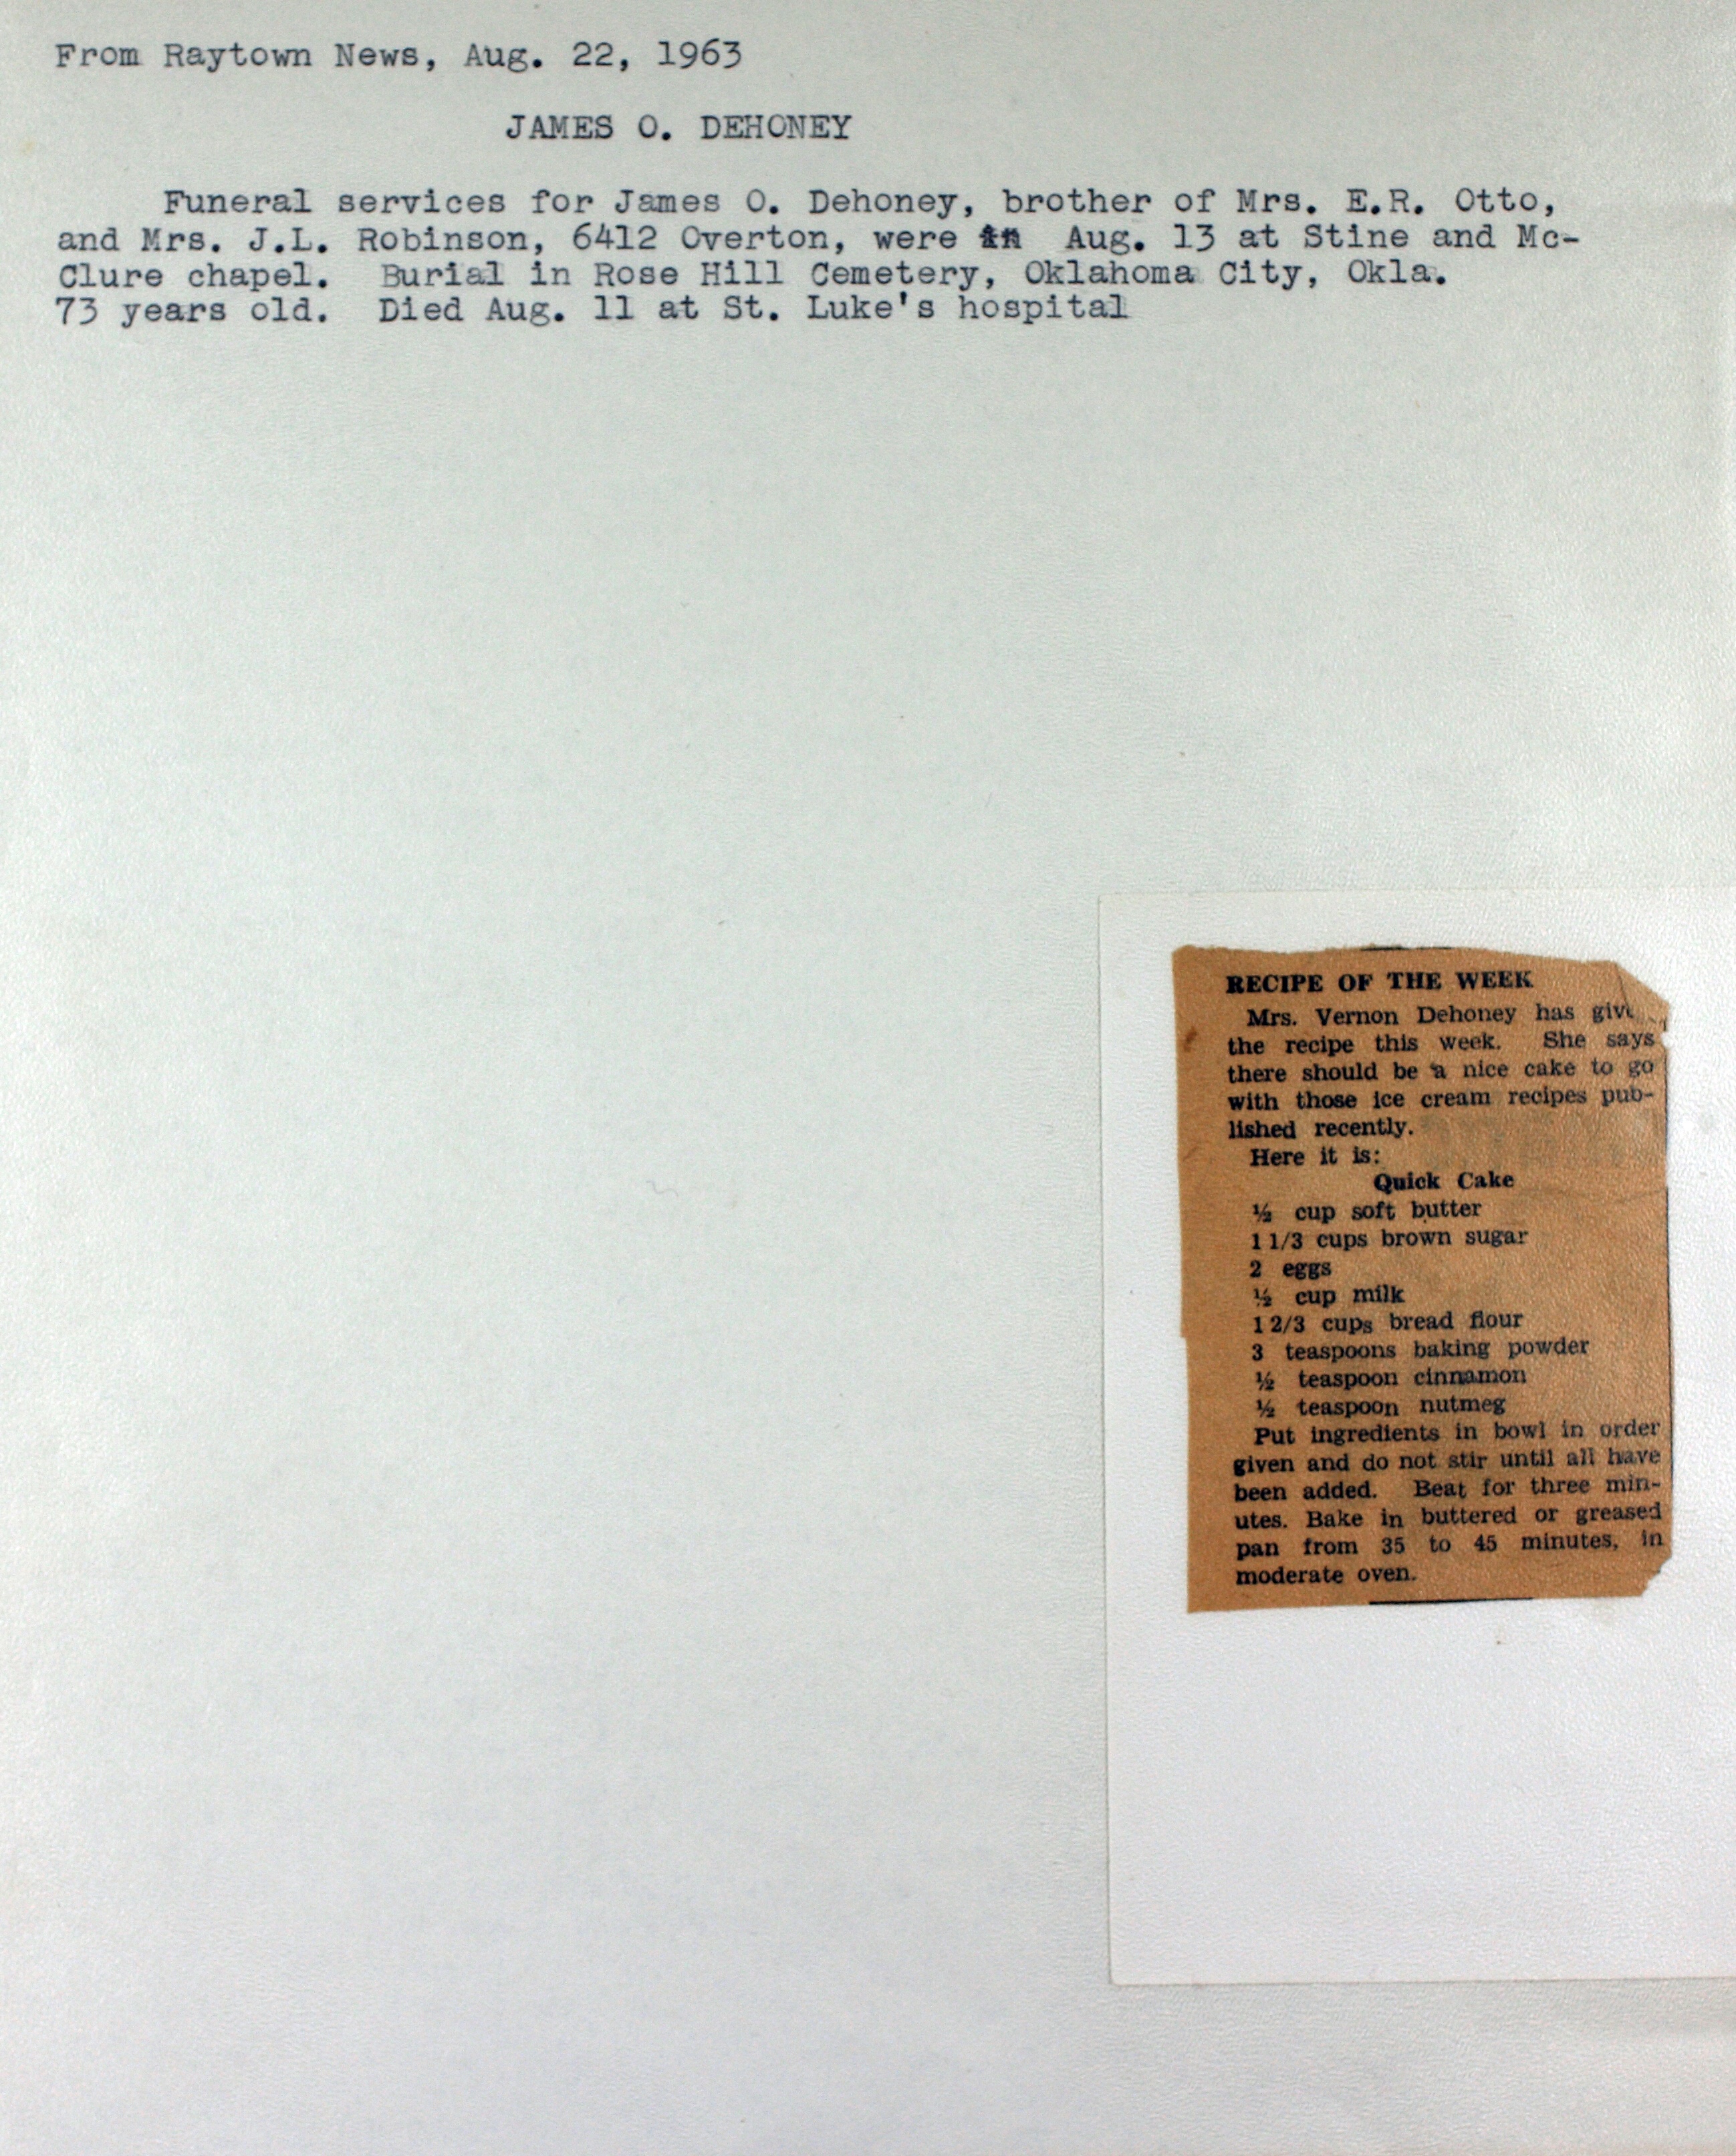 From Raytown News, Aug. 22, 1963
JAMES O. DEHONEY
Funeral services for James O. Dehoney, brother of Mrs. E.R. Otto,
and Mrs. J.L. Robinson, 6412 Overton, were Aug. 13 at Stine and Mc-
Clure chapel. Burial in Rose Hill Cemetery, Oklahoma City, Okla.
73 years old. Died Aug. 11 at St. Luke's hospital
RECIPE OF THE WEEK
Mrs. Vernon Dehoney has
the recipe this week. She says
there should be a nice cake to go
with those ice cream recipes pub-
lished recently.
Here it is:
Quick Cake
½ cup soft butter
1 1/3 cups brown sugar
2 eggs
½ cup milk
1 2/3 cups bread flour
3 teaspoons baking powder
½ teaspoon cinnamon
½ teaspoon nutmeg
Put ingredients in bowl in order
given and do not stir until all have
been added. Beat for three min-
utes. Bake in buttered or greased
pan from 35 to 45 minutes, in
moderate oven.